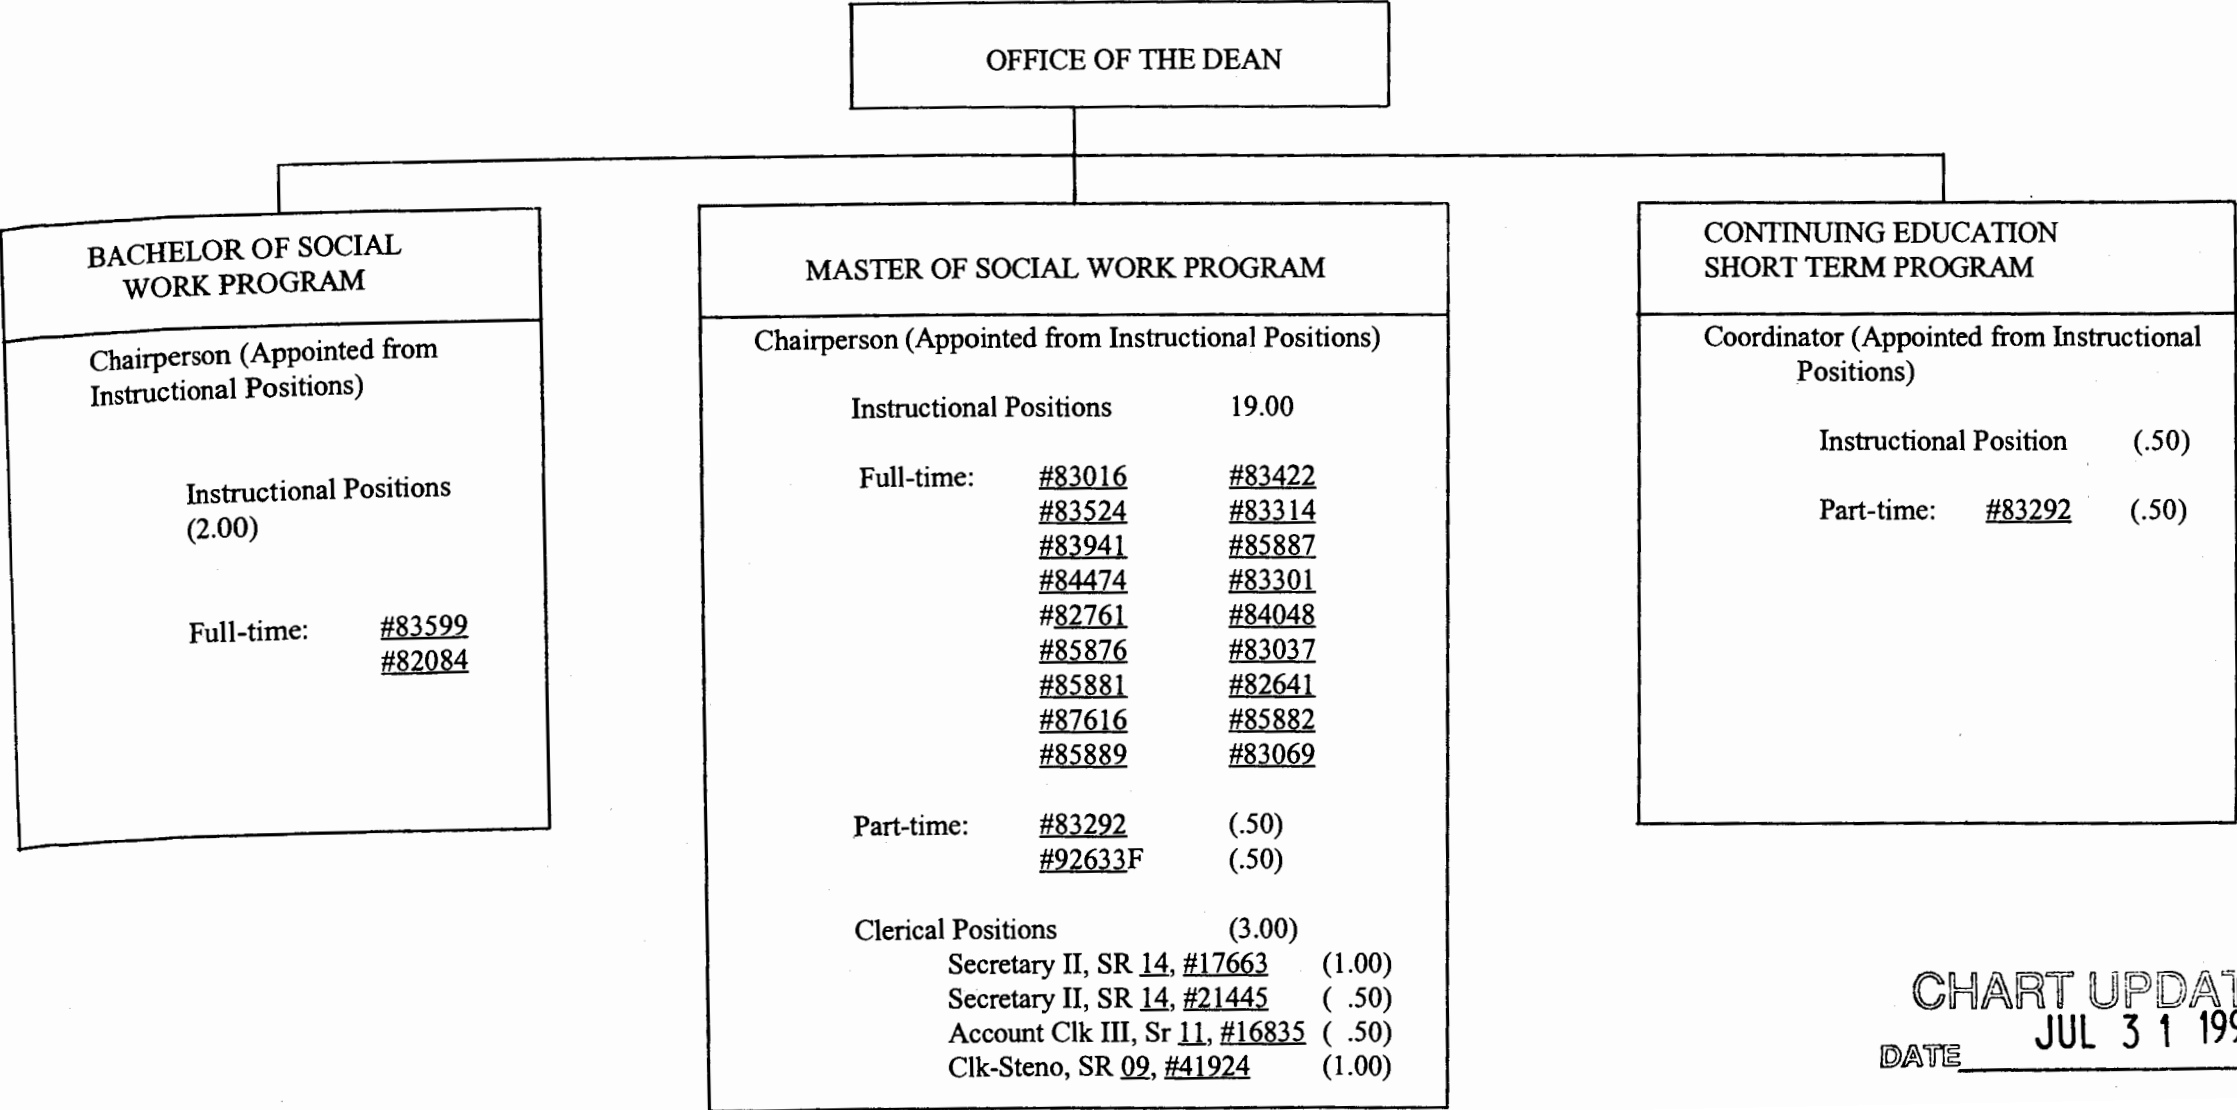 OFFICE OF THE DEAN
BACHELOR OF SOCIAL
WORK PROGRAM
Chairperson (Appointed from
Instructional Positions)
Instructional Positions
(2.00)
Full-time: #83599
#82084
MASTER OF SOCIAL WORK PROGRAM
Chairperson (Appointed from Instructional Positions)
Instructional Positions 19.00
Full-time: #83016 #83422
#83524 #83314
#83941 #85887
#84474 #83301
#82761 #84048
#85876 #83037
#85881 #82641
#87616 #85882
#85889 #83069
Part-time: #83292 (.50)
#92633F (.50)
Clerical Positions (3.00)
Secretary II, SR 14, #17663 (1.00)
Secretary II, SR 14, #21445 ( .50)
Account Clk III, Sr 11, #16835 ( .50)
Clk-Steno, SR 09, #41924 (1.00)
CONTINUING EDUCATION
SHORT TERM PROGRAM
Coordinator (Appointed from Instructional
Positions)
Instructional Position (.50)
Part-time: #83292 (.50)
CHART UPDAT
JUL 31 199
DATE